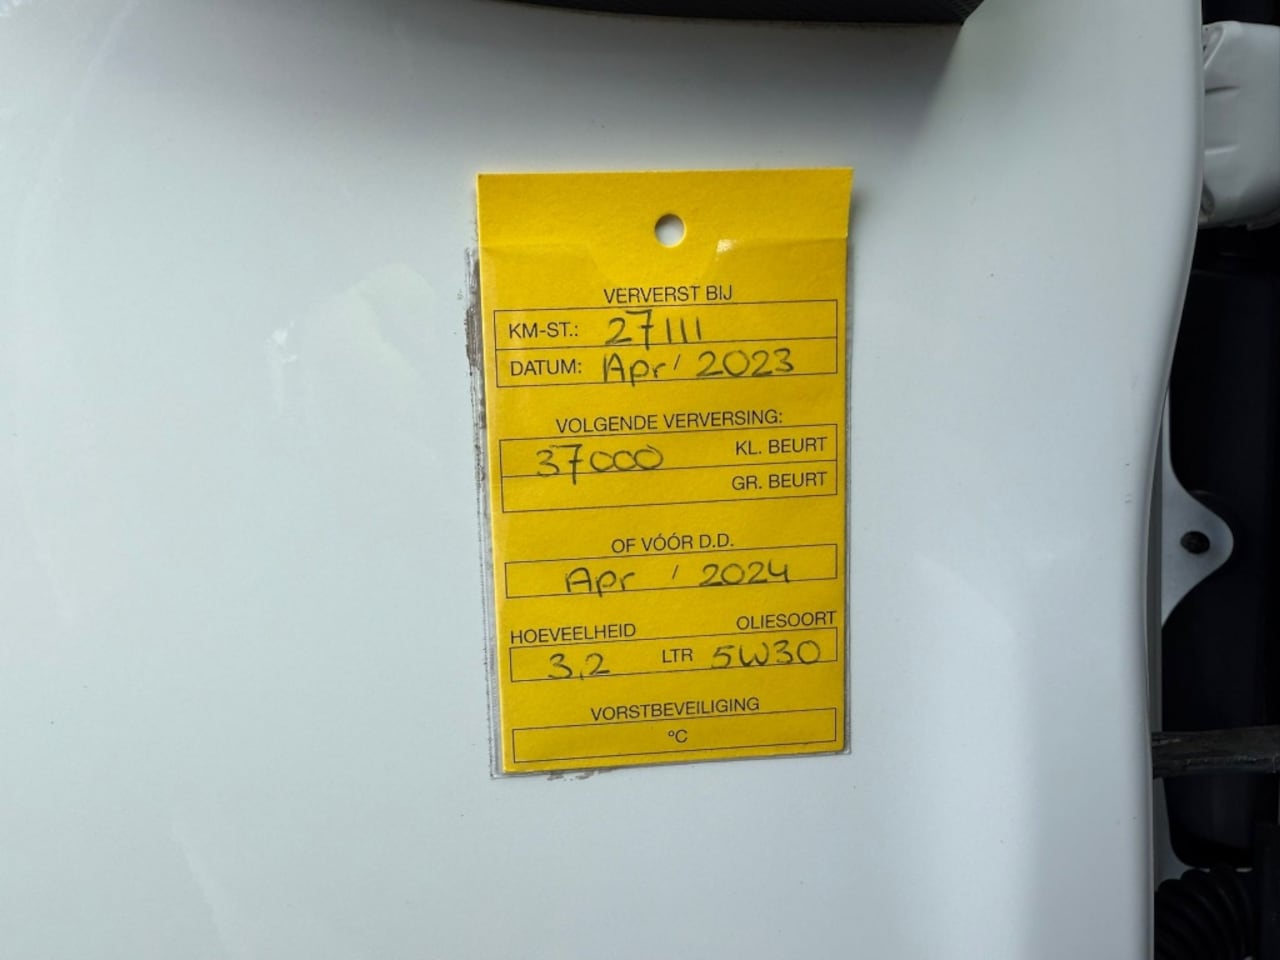 VERVERST BIJ
KM-ST.: 27111
DATUM: Apr / 2023
VOLGENDE VERVERSING:
37000 KL. BEURT
GR. BEURT
OF VÓÓR D.D.
Apr / 2024
HOEVEELHEID OLIESOORT
3,2 LTR 5W30
VORSTBEVEILIGING
°C